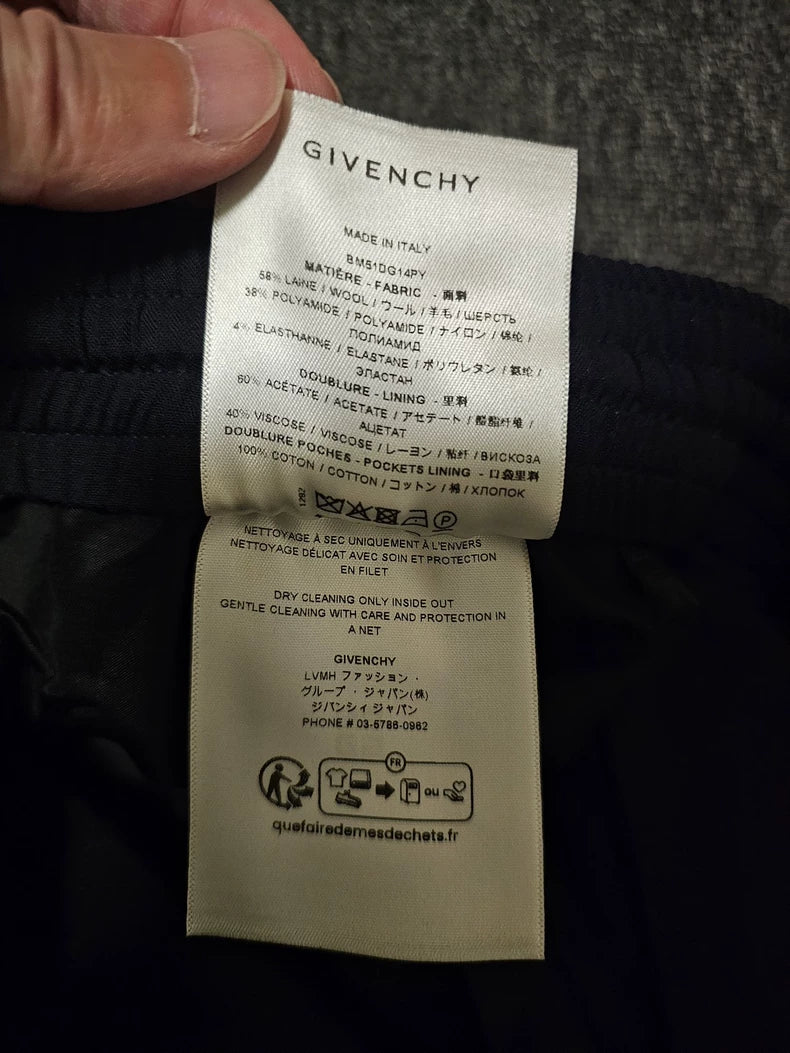 GIVENCHY
MADE IN ITALY
BM51DG14PY
MATIÈRE - FABRIC - 面料
58% LAINE / WOOL / ウール / 羊毛 / ШЕРСТЬ
38% POLYAMIDE / POLYAMIDE / ナイロン / 锦纶 /
ПОЛИАМИД
4% ELASTHANNE / ELASTANE / ポリウレタン / 氨纶 /
ЭЛАСТАН
DOUBLURE - LINING - 里料
60% ACÉTATE / ACETATE / アセテート / 醋酯纤维 /
АЦЕТАТ
40% VISCOSE / VISCOSE / レーヨン / 粘纤 / ВИСКОЗА
DOUBLURE POCHES - POCKETS LINING - 口袋里料
100% COTON / COTTON / コットン / 棉 / ХЛОПОК
1282
P
NETTOYAGE À SEC UNIQUEMENT À L'ENVERS
NETTOYAGE DÉLICAT AVEC SOIN ET PROTECTION
EN FILET
DRY CLEANING ONLY INSIDE OUT
GENTLE CLEANING WITH CARE AND PROTECTION IN
A NET
GIVENCHY
LVMH ファッション ・
グループ ・ ジャパン(株)
ジバンシィ ジャパン
PHONE # 03-5786-0962
FR
ou
quefairedemesdechets.fr